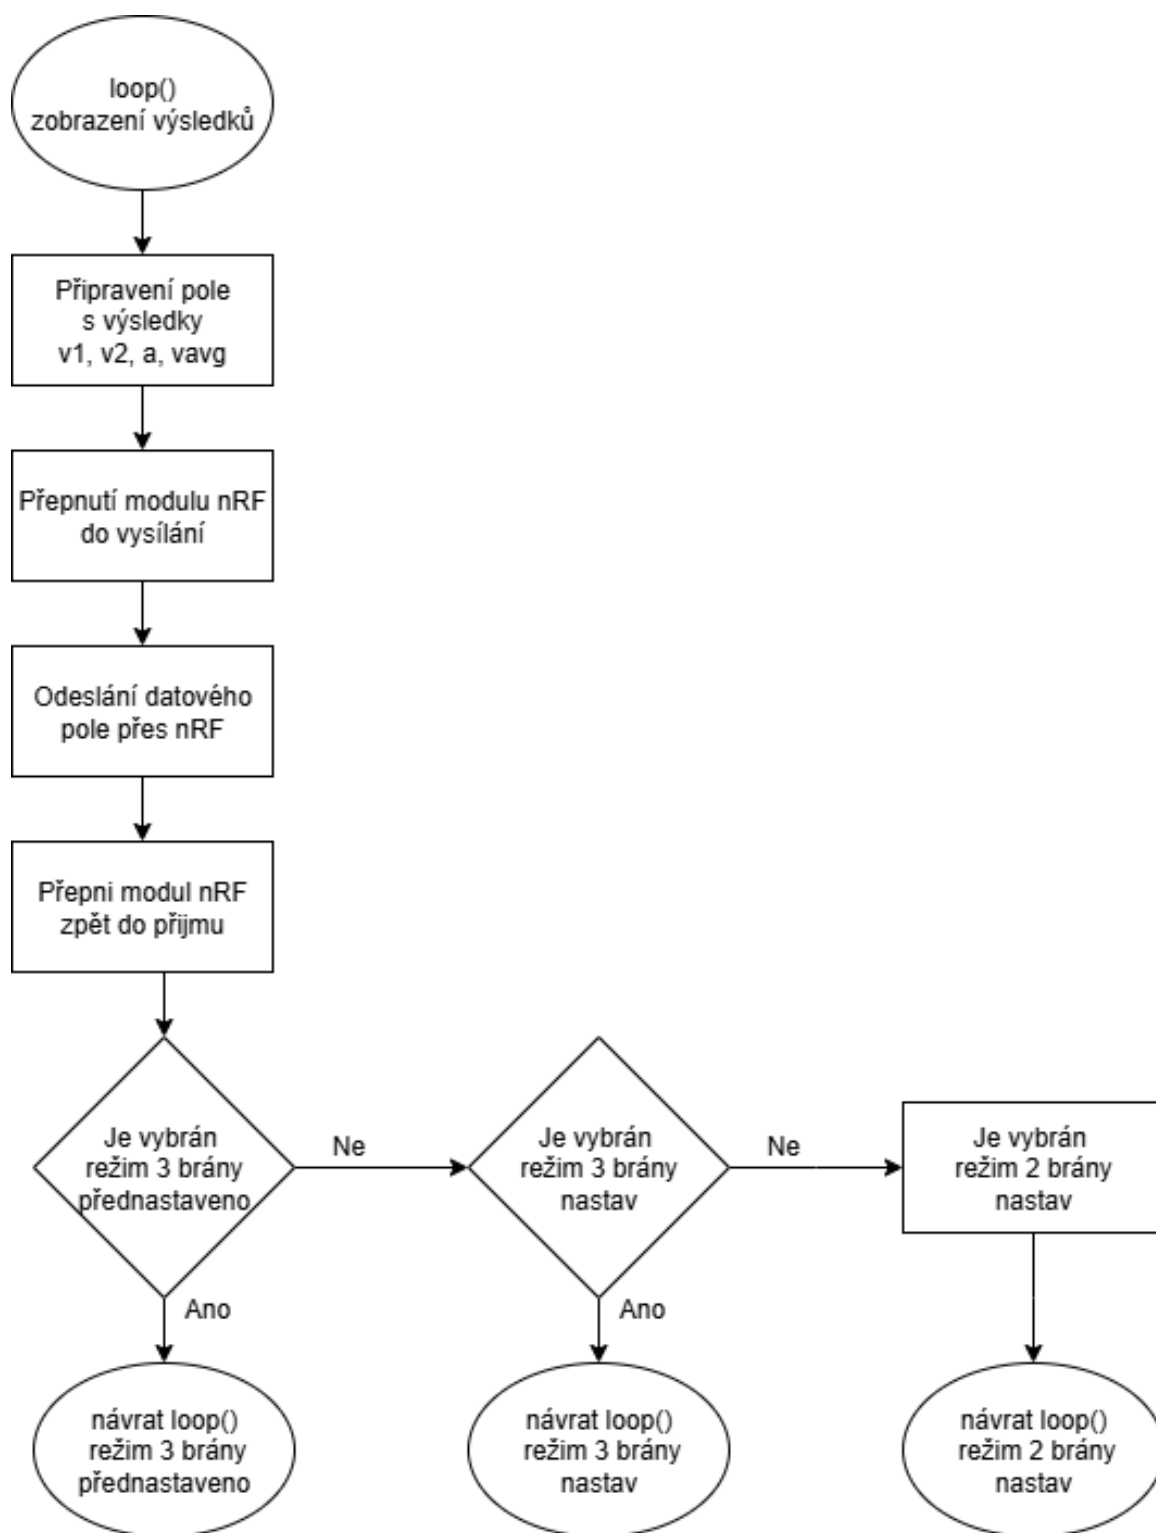 loop()
zobrazení výsledků
Připravení pole
s výsledky
v1, v2, a, vavg
Přepnutí modulu nRF
do vysílání
Odeslání datového
pole přes nRF
Přepni modul nRF
zpět do přijmu
Je vybrán
režim 3 brány
přednastaveno
Ne
Je vybrán
režim 3 brány
nastav
Ne
Je vybrán
režim 2 brány
nastav
Ano
Ano
návrat loop()
režim 3 brány
přednastaveno
návrat loop()
režim 3 brány
nastav
návrat loop()
režim 2 brány
nastav